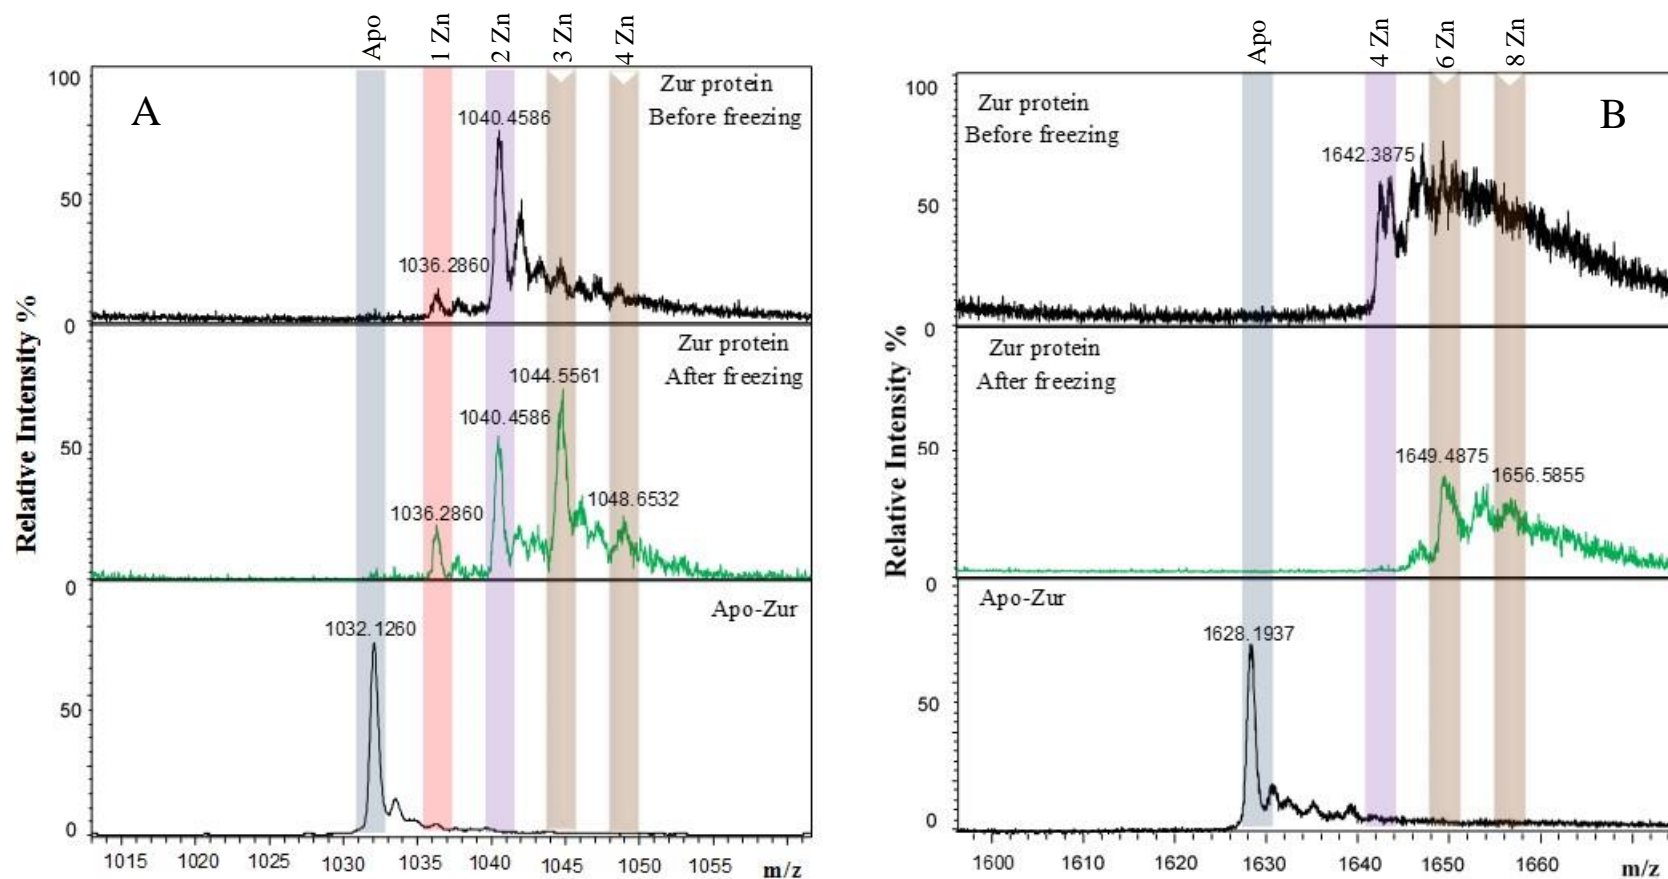 Apo
1 Zn
2 Zn
3 Zn
4 Zn
A
Zur protein
Before freezing
1040.4586
1036.2860
100
50
0
Zur protein
After freezing
1044.5561
1040.4586
1048.6532
1036.2860
50
0
Apo-Zur
1032.1260
50
0
Relative Intensity %
1015 1020 1025 1030 1035 1040 1045 1050 1055 m/z
Apo
4 Zn
6 Zn
8 Zn
B
Zur protein
Before freezing
1642.3875
100
50
0
Zur protein
After freezing
1649.4875
1656.5855
50
0
Apo-Zur
1628.1937
50
0
Relative Intensity %
1600 1610 1620 1630 1640 1650 1660 m/z